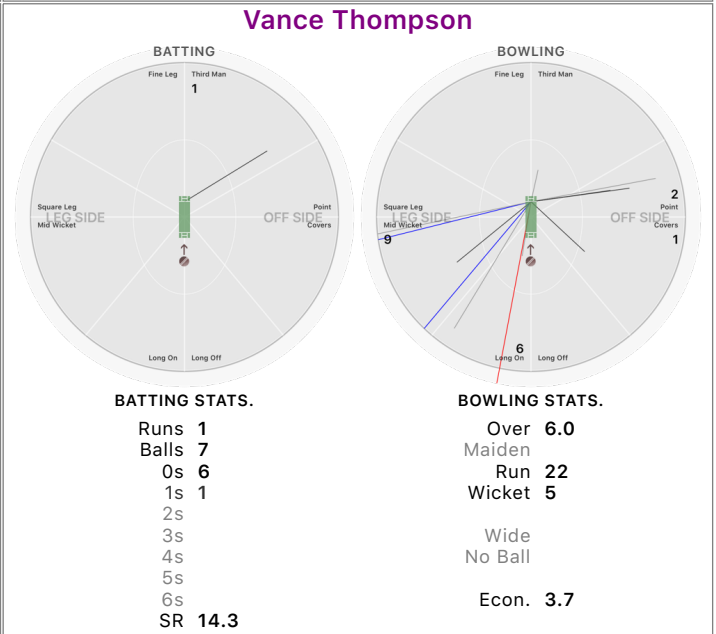 Vance Thompson
BATTING
Fine Leg Third Man
1
Square Leg Point
LEG SIDE OFF SIDE
Mid Wicket Covers
Long On Long Off
BOWLING
Fine Leg Third Man
2
Square Leg Point
LEG SIDE OFF SIDE
Mid Wicket Covers
9 1
6
Long On Long Off
BATTING STATS.
Runs 1
Balls 7
0s 6
1s 1
2s
3s
4s
5s
6s
SR 14.3
BOWLING STATS.
Over 6.0
Maiden
Run 22
Wicket 5
Wide
No Ball
Econ. 3.7